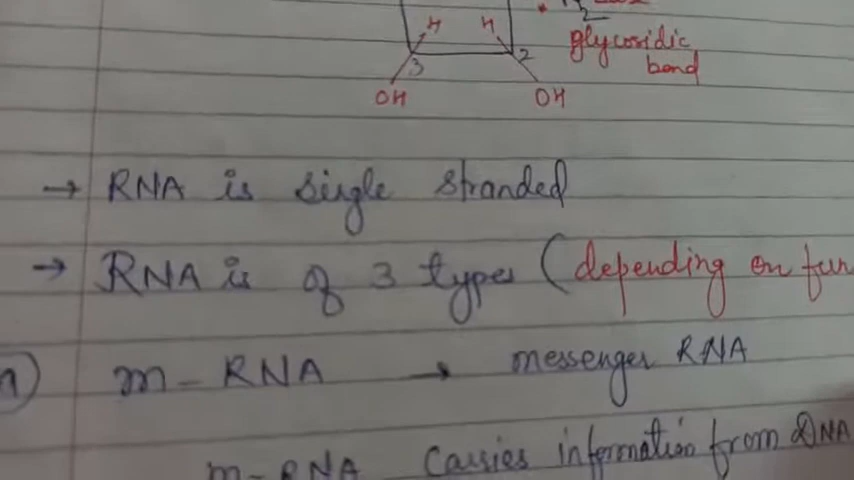 H H
glycosidic
3 2
bond
OH OH
→ RNA is single stranded
→ RNA is of 3 types (depending on fun
m - RNA → messenger RNA
m - RNA carries information from DNA